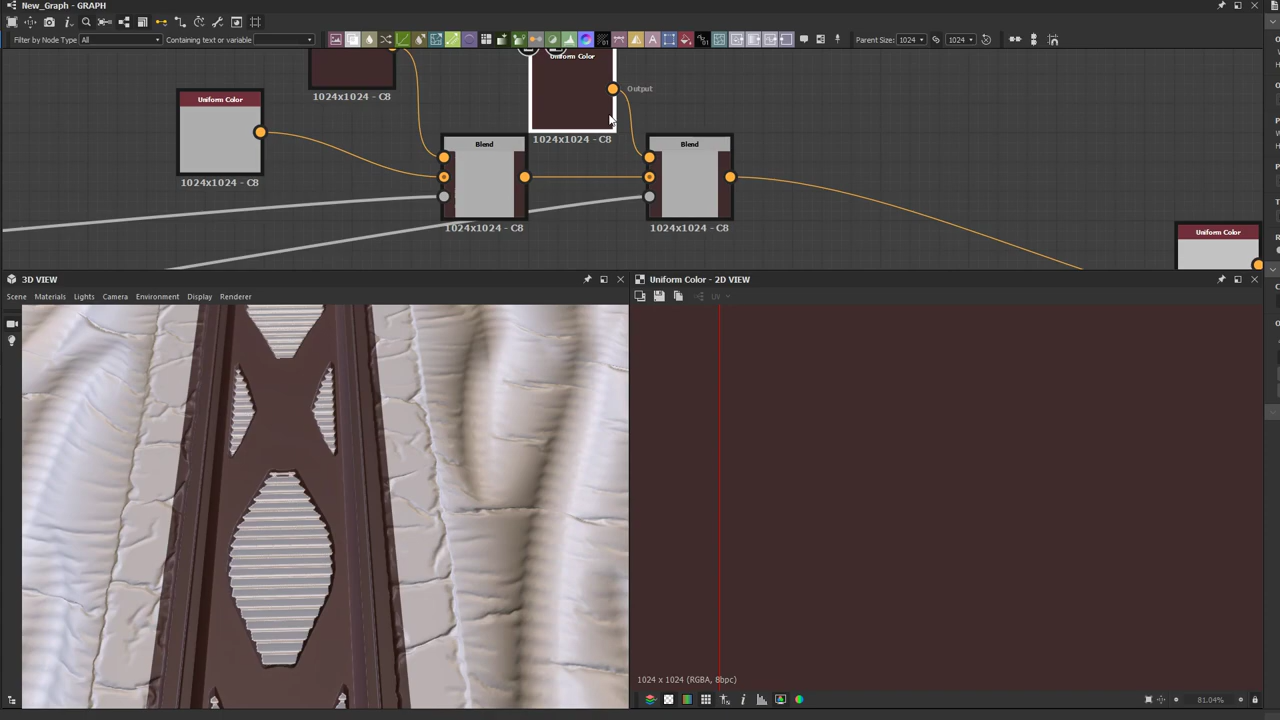 New_Graph - GRAPH
Filter by Node Type All Containing text or variable Parent Size: 1024 1024
Uniform Color
Output
1024x1024 - C8
Uniform Color
1024x1024 - C8
Blend
Blend
1024x1024 - C8
1024x1024 - C8
1024x1024 - C8
Uniform Color
3D VIEW
Scene Materials Lights Camera Environment Display Renderer
Uniform Color - 2D VIEW
UV
1024 x 1024 (RGBA, 8bpc)
81.04%